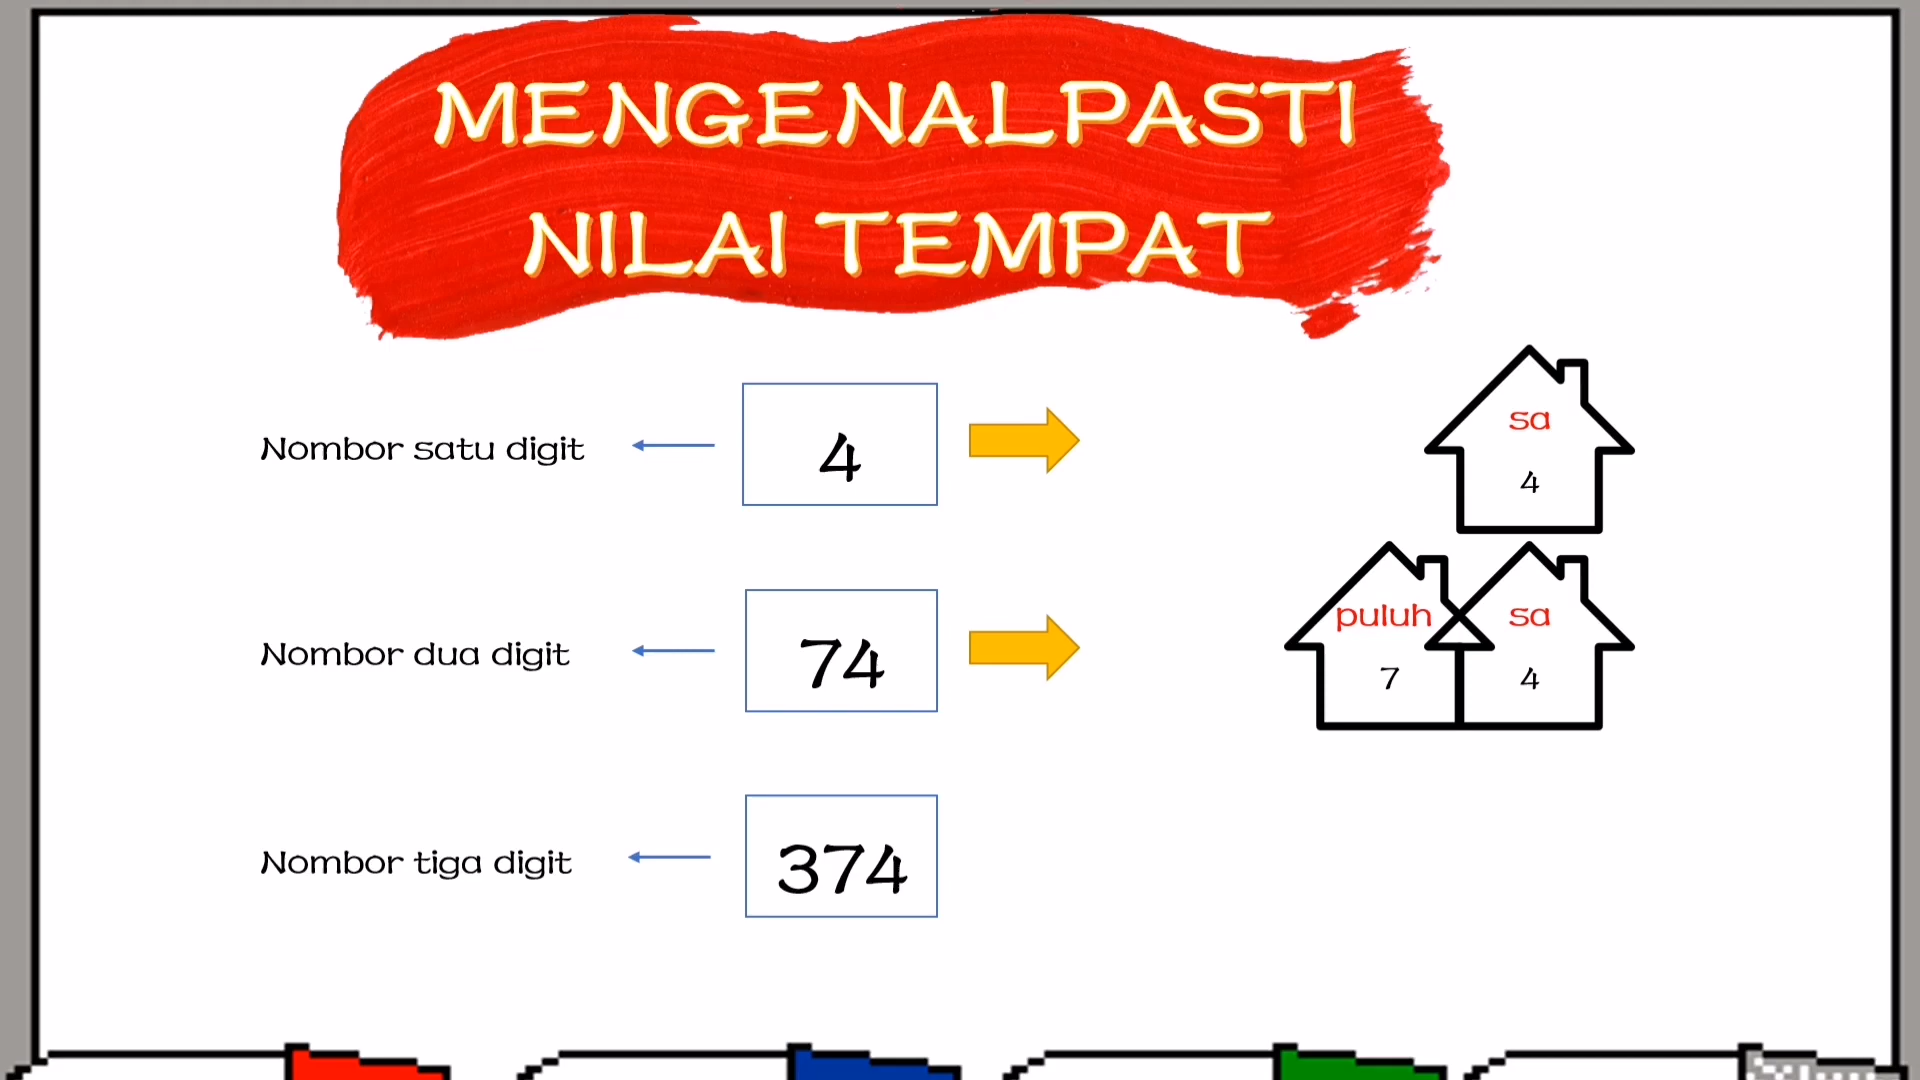 MENGENALPASTI
NILAI TEMPAT
Nombor satu digit
4
sa
4
Nombor dua digit
74
puluh
7
sa
4
Nombor tiga digit
374